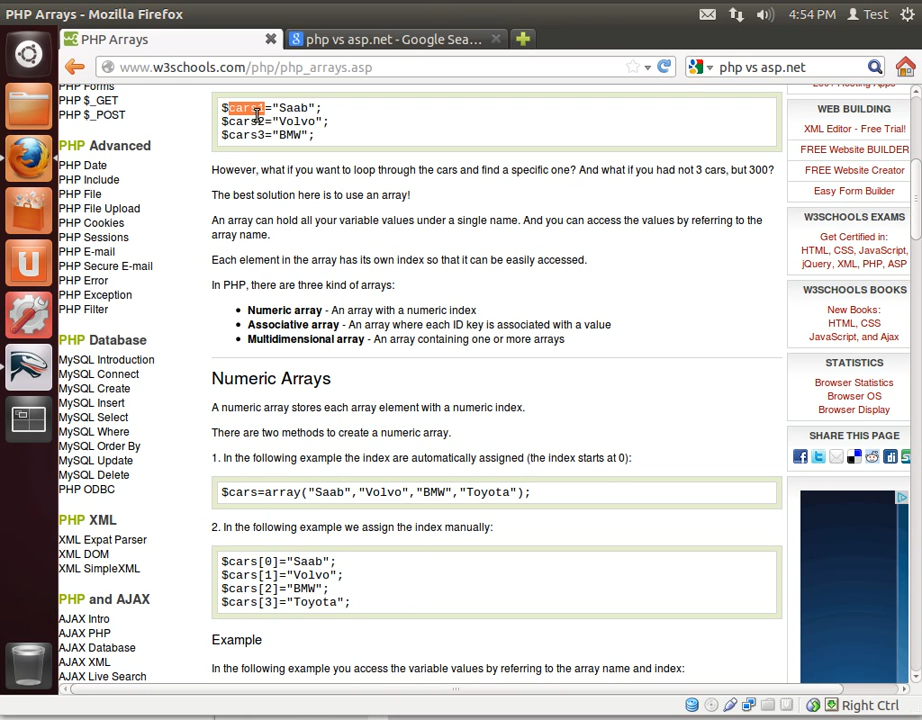 PHP Arrays - Mozilla Firefox
4:54 PM Test
PHP Arrays
php vs asp.net - Google Sea...
www.w3schools.com/php/php_arrays.asp
php vs asp.net
PHP Forms
PHP $_GET
PHP $_POST
PHP Advanced
PHP Date
PHP Include
PHP File
PHP File Upload
PHP Cookies
PHP Sessions
PHP E-mail
PHP Secure E-mail
PHP Error
PHP Exception
PHP Filter
PHP Database
MySQL Introduction
MySQL Connect
MySQL Create
MySQL Insert
MySQL Select
MySQL Where
MySQL Order By
MySQL Update
MySQL Delete
PHP ODBC
PHP XML
XML Expat Parser
XML DOM
XML SimpleXML
PHP and AJAX
AJAX Intro
AJAX PHP
AJAX Database
AJAX XML
AJAX Live Search
$cars1="Saab";
$cars2="Volvo";
$cars3="BMW";
However, what if you want to loop through the cars and find a specific one? And what if you had not 3 cars, but 300?
The best solution here is to use an array!
An array can hold all your variable values under a single name. And you can access the values by referring to the
array name.
Each element in the array has its own index so that it can be easily accessed.
In PHP, there are three kind of arrays:
• Numeric array - An array with a numeric index
• Associative array - An array where each ID key is associated with a value
• Multidimensional array - An array containing one or more arrays
Numeric Arrays
A numeric array stores each array element with a numeric index.
There are two methods to create a numeric array.
1. In the following example the index are automatically assigned (the index starts at 0):
$cars=array("Saab","Volvo","BMW","Toyota");
2. In the following example we assign the index manually:
$cars[0]="Saab";
$cars[1]="Volvo";
$cars[2]="BMW";
$cars[3]="Toyota";
Example
In the following example you access the variable values by referring to the array name and index:
WEB BUILDING
XML Editor - Free Trial!
FREE Website BUILDER
FREE Website Creator
Easy Form Builder
W3SCHOOLS EXAMS
Get Certified in:
HTML, CSS, JavaScript,
jQuery, XML, PHP, ASP
W3SCHOOLS BOOKS
New Books:
HTML, CSS
JavaScript, and Ajax
STATISTICS
Browser Statistics
Browser OS
Browser Display
SHARE THIS PAGE
Right Ctrl